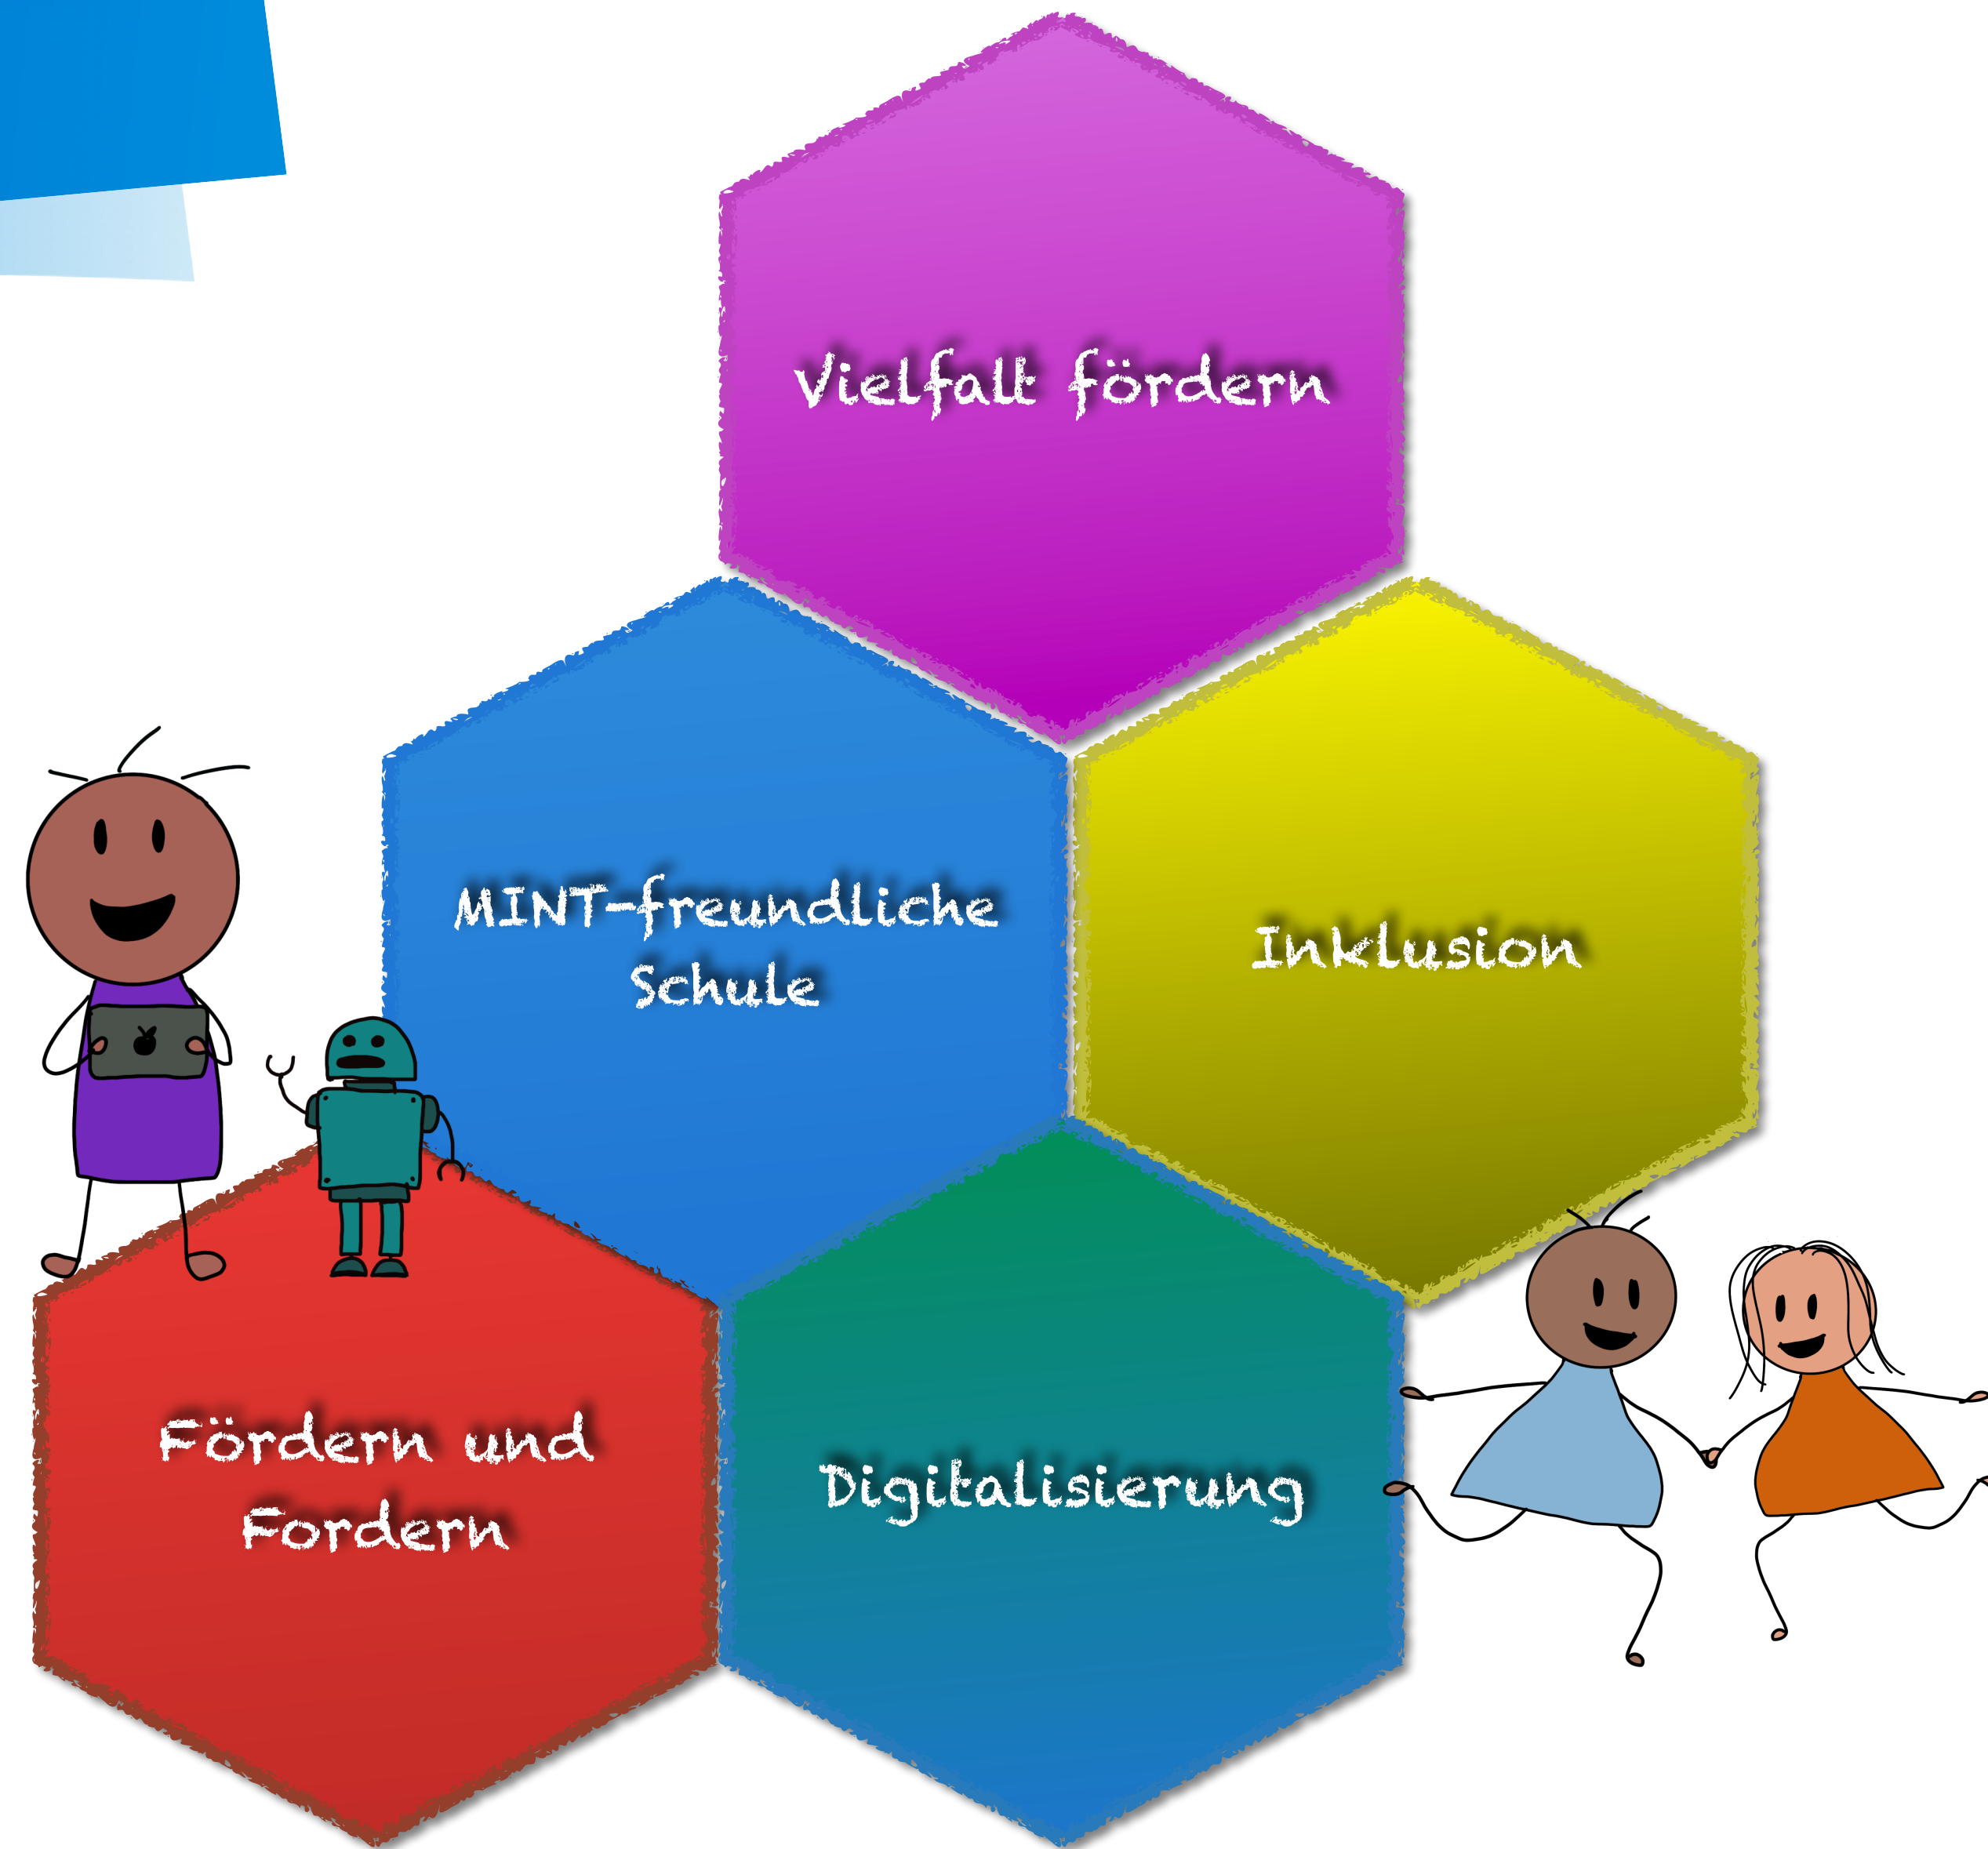 Vielfalt fördern
MINT-freundliche
Schule
Inklusion
Fördern und
Fordern
Digitalisierung